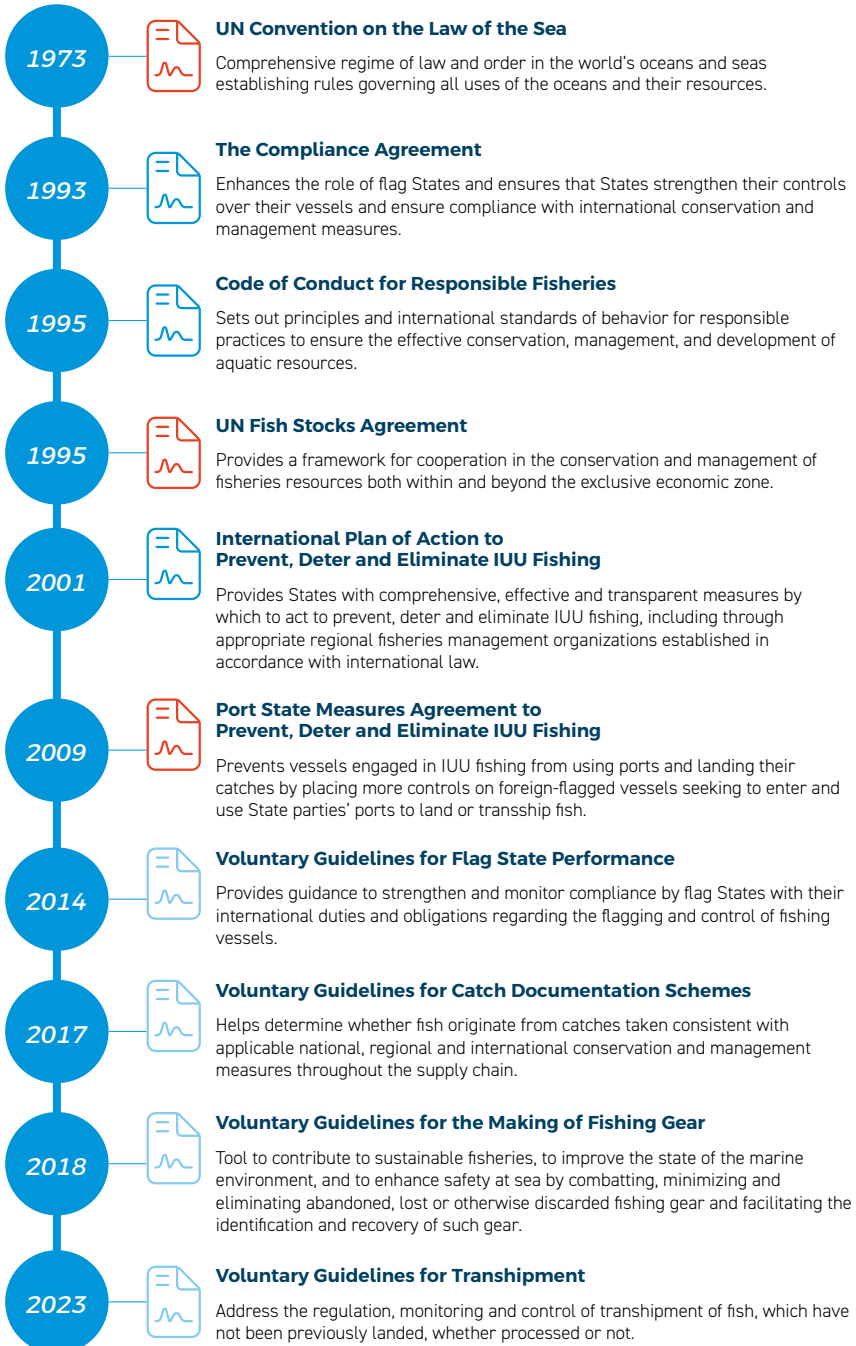 1973
UN Convention on the Law of the Sea
Comprehensive regime of law and order in the world's oceans and seas
establishing rules governing all uses of the oceans and their resources.
1993
The Compliance Agreement
Enhances the role of flag States and ensures that States strengthen their controls
over their vessels and ensure compliance with international conservation and
management measures.
1995
Code of Conduct for Responsible Fisheries
Sets out principles and international standards of behavior for responsible
practices to ensure the effective conservation, management, and development of
aquatic resources.
1995
UN Fish Stocks Agreement
Provides a framework for cooperation in the conservation and management of
fisheries resources both within and beyond the exclusive economic zone.
2001
International Plan of Action to
Prevent, Deter and Eliminate IUU Fishing
Provides States with comprehensive, effective and transparent measures by
which to act to prevent, deter and eliminate IUU fishing, including through
appropriate regional fisheries management organizations established in
accordance with international law.
2009
Port State Measures Agreement to
Prevent, Deter and Eliminate IUU Fishing
Prevents vessels engaged in IUU fishing from using ports and landing their
catches by placing more controls on foreign-flagged vessels seeking to enter and
use State parties' ports to land or transship fish.
2014
Voluntary Guidelines for Flag State Performance
Provides guidance to strengthen and monitor compliance by flag States with their
international duties and obligations regarding the flagging and control of fishing
vessels.
2017
Voluntary Guidelines for Catch Documentation Schemes
Helps determine whether fish originate from catches taken consistent with
applicable national, regional and international conservation and management
measures throughout the supply chain.
2018
Voluntary Guidelines for the Making of Fishing Gear
Tool to contribute to sustainable fisheries, to improve the state of the marine
environment, and to enhance safety at sea by combatting, minimizing and
eliminating abandoned, lost or otherwise discarded fishing gear and facilitating the
identification and recovery of such gear.
2023
Voluntary Guidelines for Transhipment
Address the regulation, monitoring and control of transhipment of fish, which have
not been previously landed, whether processed or not.